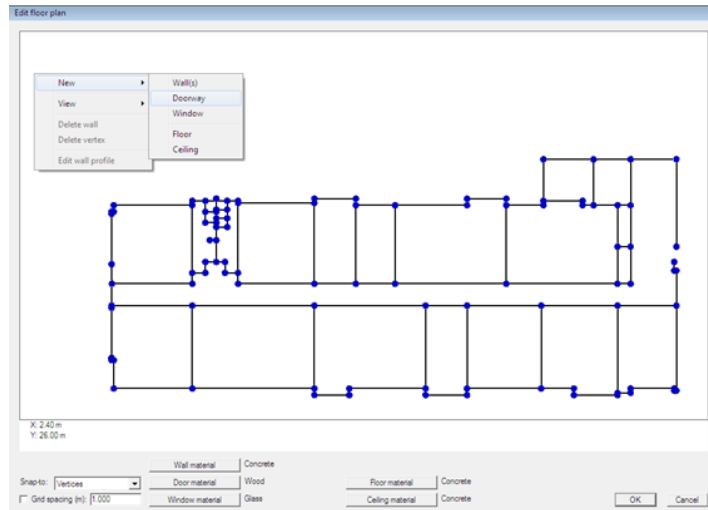 Edit floor plan
New
View
Delete wall
Delete vertex
Edit wall profile
Wall(s)
Doorway
Window
Floor
Ceiling
X: 2.40 m
Y: 26.00 m
Wall material Concrete
Snap-to: Vertices Door material Wood Floor material Concrete
Grid spacing (m): 1.000 Window material Glass Ceiling material Concrete OK Cancel